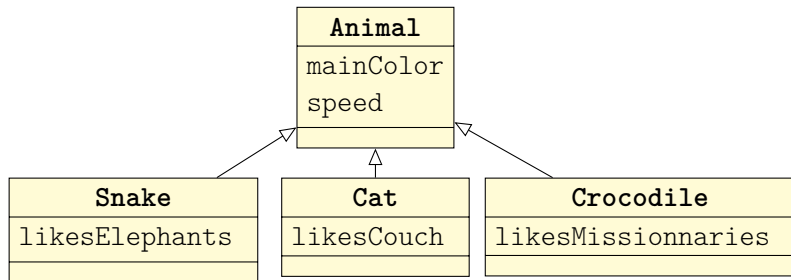 Animal
mainColor
speed
Snake
likesElephants
Cat
likesCouch
Crocodile
likesMissionnaries